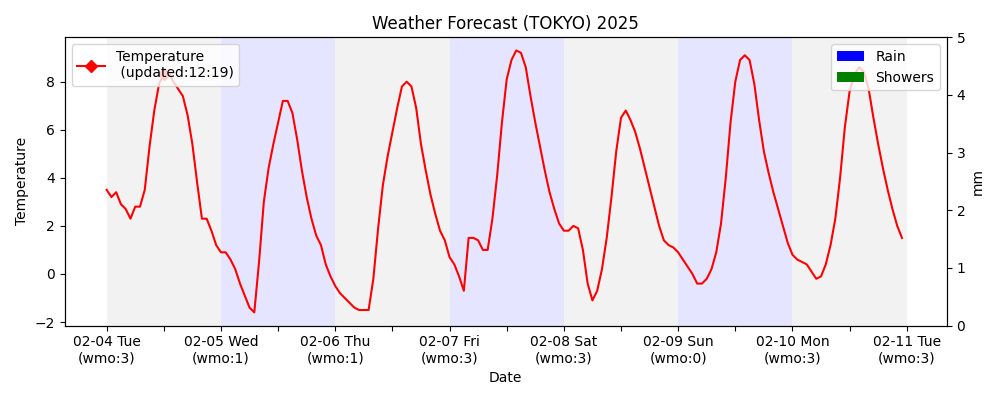 Weather Forecast (TOKYO) 2025
Temperature
(updated:12:19)
Rain
Showers
Temperature
8
6
4
2
0
−2
5
4
3
2
1
0
mm
02-04 Tue
(wmo:3)
02-05 Wed
(wmo:1)
02-06 Thu
(wmo:1)
02-07 Fri
(wmo:3)
02-08 Sat
(wmo:3)
02-09 Sun
(wmo:0)
02-10 Mon
(wmo:3)
02-11 Tue
(wmo:3)
Date